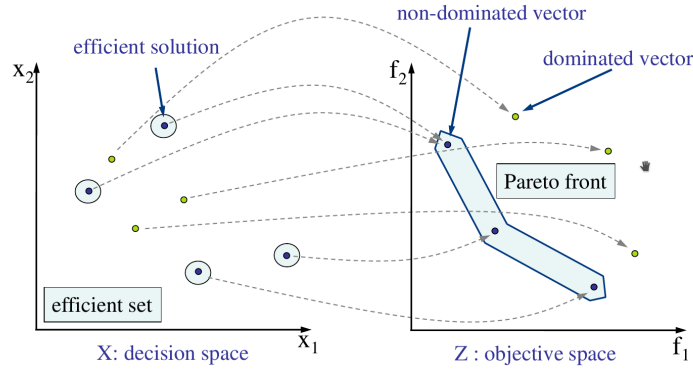 non-dominated vector
efficient solution
dominated vector
x2
f2
Pareto front
efficient set
x1
f1
X: decision space
Z : objective space